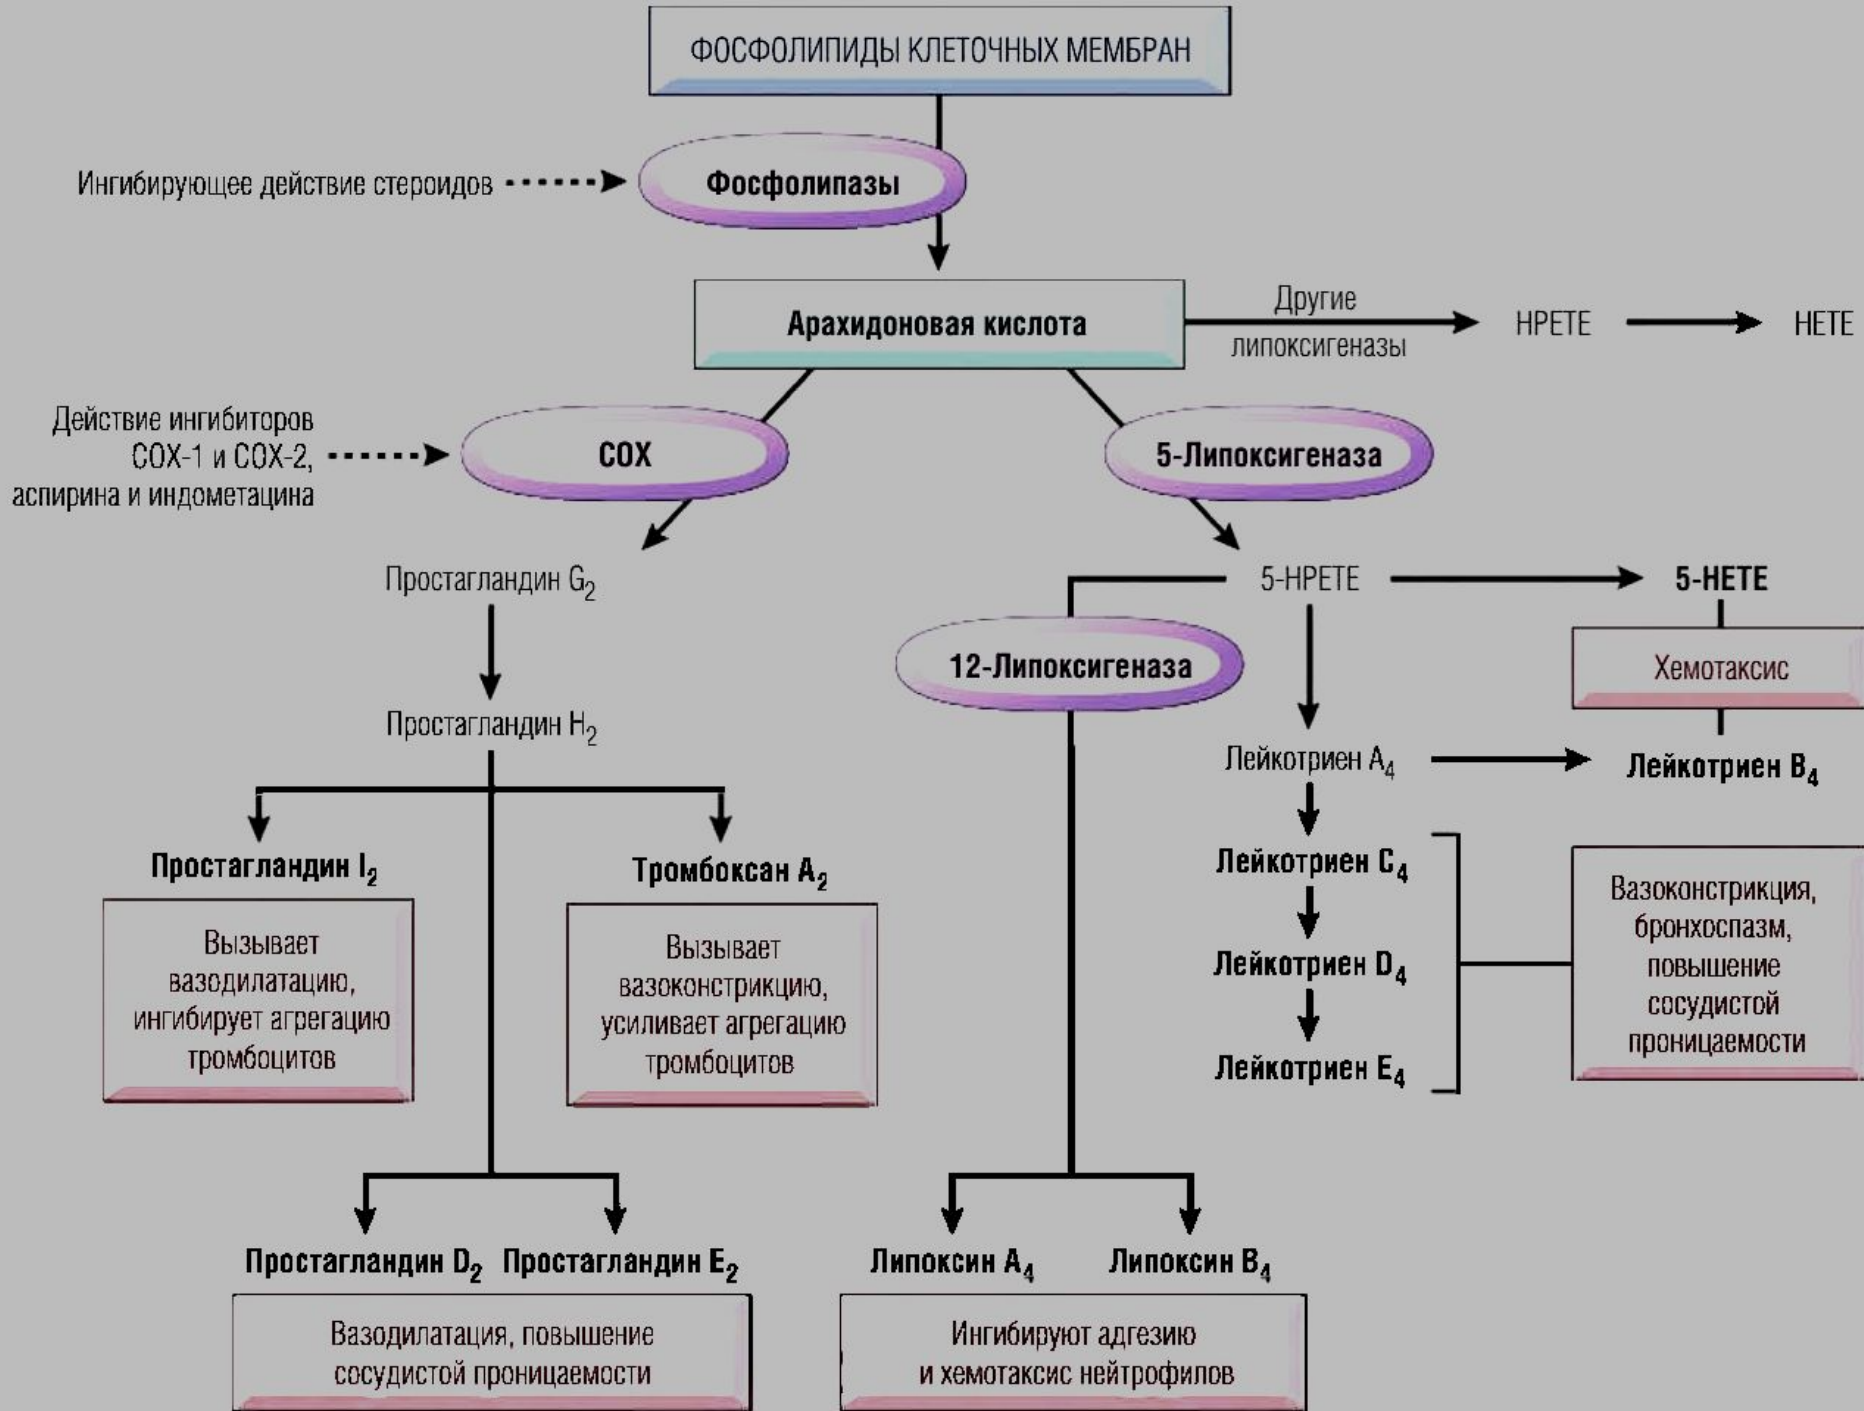 ФОСФОЛИПИДЫ КЛЕТОЧНЫХ МЕМБРАН
Ингибирующее действие стероидов
Фосфолипазы
Арахидоновая кислота
Другие
липоксигеназы
HPETE
HETE
Действие ингибиторов
COX-1 и COX-2,
аспирина и индометацина
COX
5-Липоксигеназа
Простагландин G₂
5-HPETE
5-HETE
12-Липоксигеназа
Хемотаксис
Простагландин H₂
Лейкотриен A₄
Лейкотриен B₄
Простагландин I₂
Вызывает
вазодилатацию,
ингибирует агрегацию
тромбоцитов
Тромбоксан A₂
Вызывает
вазоконстрикцию,
усиливает агрегацию
тромбоцитов
Лейкотриен C₄
Лейкотриен D₄
Лейкотриен E₄
Вазоконстрикция,
бронхоспазм,
повышение
сосудистой
проницаемости
Простагландин D₂
Простагландин E₂
Вазодилатация, повышение
сосудистой проницаемости
Липоксин A₄
Липоксин B₄
Ингибируют адгезию
и хемотаксис нейтрофилов